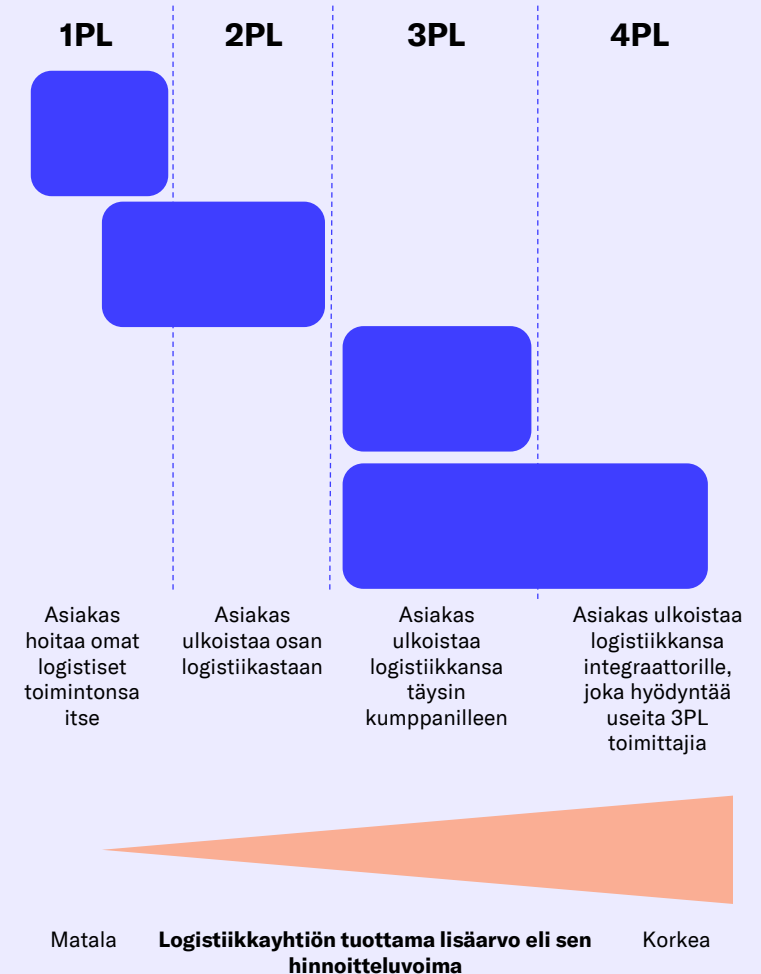 1PL
2PL
3PL
4PL
Asiakas
hoitaa omat
logistiset
toimintonsa
itse
Asiakas
ulkoistaa osan
logistiikastaan
Asiakas
ulkoistaa
logistiikkansa
täysin
kumppanilleen
Asiakas ulkoistaa
logistiikkansa
integraattorille,
joka hyödyntää
useita 3PL
toimittajia
Matala
Logistiikkayhtiön tuottama lisäarvo eli sen
hinnoitteluvoima
Korkea